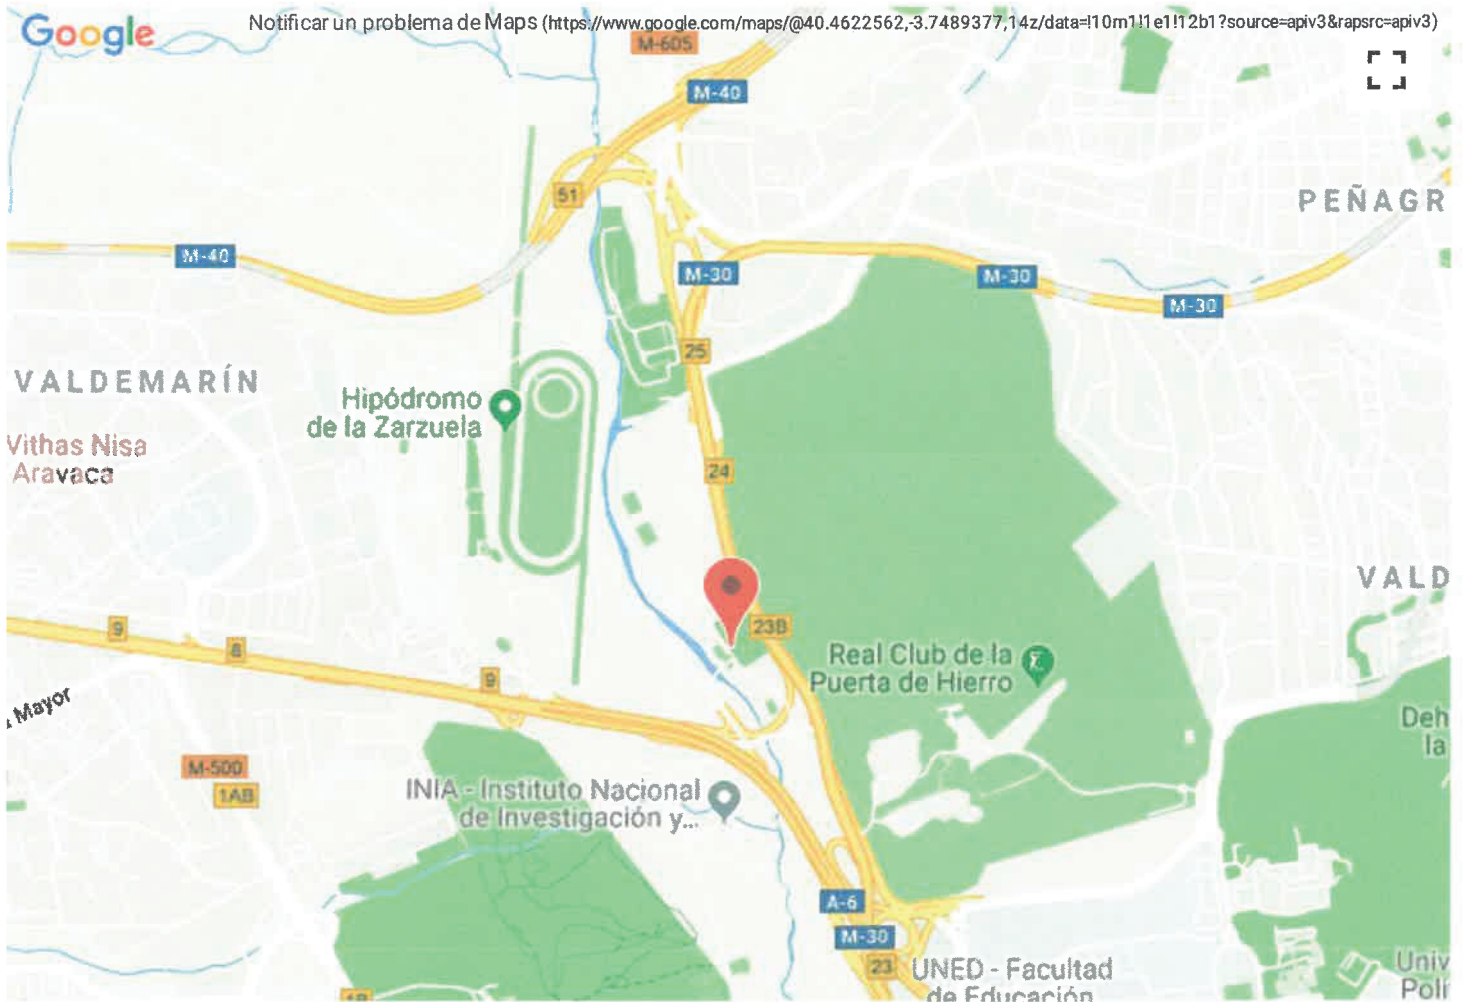 Google
Notificar un problema de Maps (https://www.google.com/maps/@40.4622562,-3.7489377,14z/data=!10m1!1e1!12b1?source=apiv3&rapsrc=apiv3)
M-605
M-40
51
PEÑAGR
M-40
M-30
M-30
M-30
25
VALDEMARÍN
Hipódromo
de la Zarzuela
Vithas Nisa
Aravaca
24
VALD
9
8
23B
9
Real Club de la
Puerta de Hierro
Mayor
Deh
la
M-500
1AB
INIA - Instituto Nacional
de Investigación y...
A-6
M-30
23
UNED - Facultad
de Educación
Univ
Poli